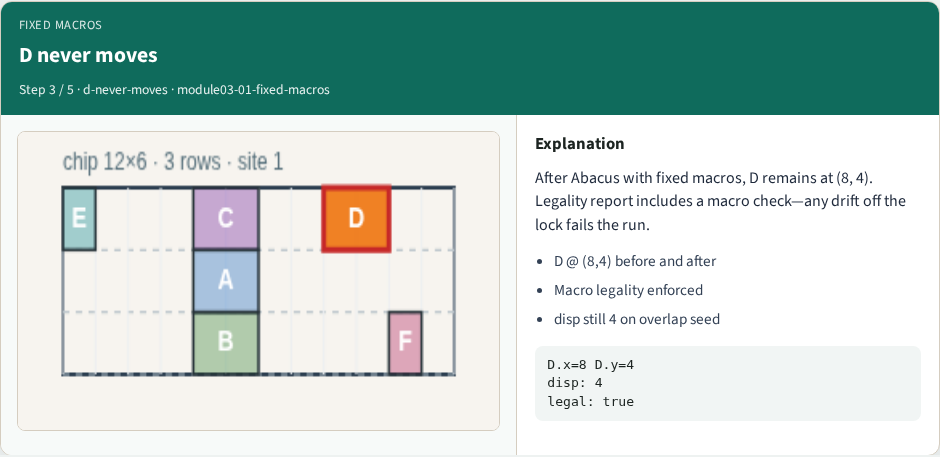 FIXED MACROS
D never moves
Step 3 / 5 · d-never-moves · module03-01-fixed-macros
chip 12×6 · 3 rows · site 1
E
C
D
A
B
F
Explanation
After Abacus with fixed macros, D remains at (8, 4).
Legality report includes a macro check—any drift off the
lock fails the run.
• D @ (8,4) before and after
• Macro legality enforced
• disp still 4 on overlap seed
D.x=8 D.y=4
disp: 4
legal: true